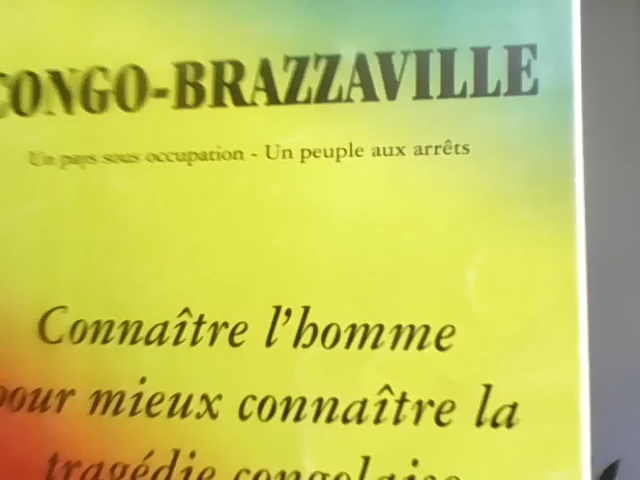 CONGO-BRAZZAVILLE
Un pays sous occupation - Un peuple aux arrêts
Connaître l'homme
pour mieux connaître la
tragédie congolaise